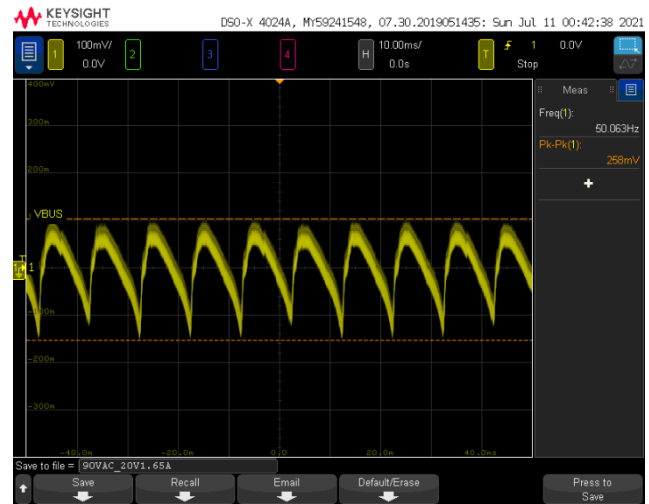 KEYSIGHT
TECHNOLOGIES
DSO-X 4024A, MY59241548, 07.30.2019051435: Sun Jul 11 00:42:38 2021
1 100mV/ 2 3 4 H 10.00ms/ T 1 0.0V
0.0V 0.0s Stop
400mV
300m
200m
VBUS
1
-100m
-200m
-300m
-40.0m -20.0m 0.0 20.0m 40.0ms
Meas
Freq(1):
50.063Hz
Pk-Pk(1):
258mV
+
Save to file = 90VAC_20V1.65A
Save Recall Email Default/Erase Press to
Save